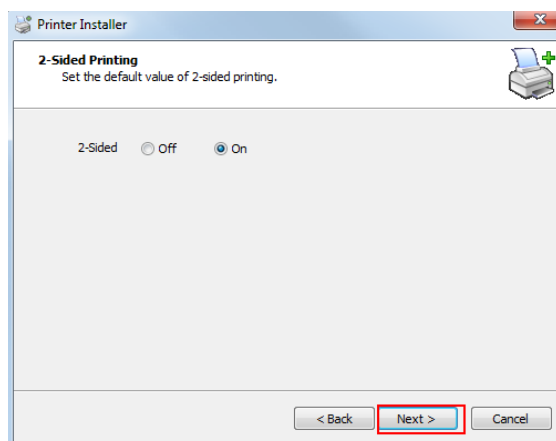 Printer Installer
2-Sided Printing
Set the default value of 2-sided printing.
2-Sided Off On
< Back Next > Cancel